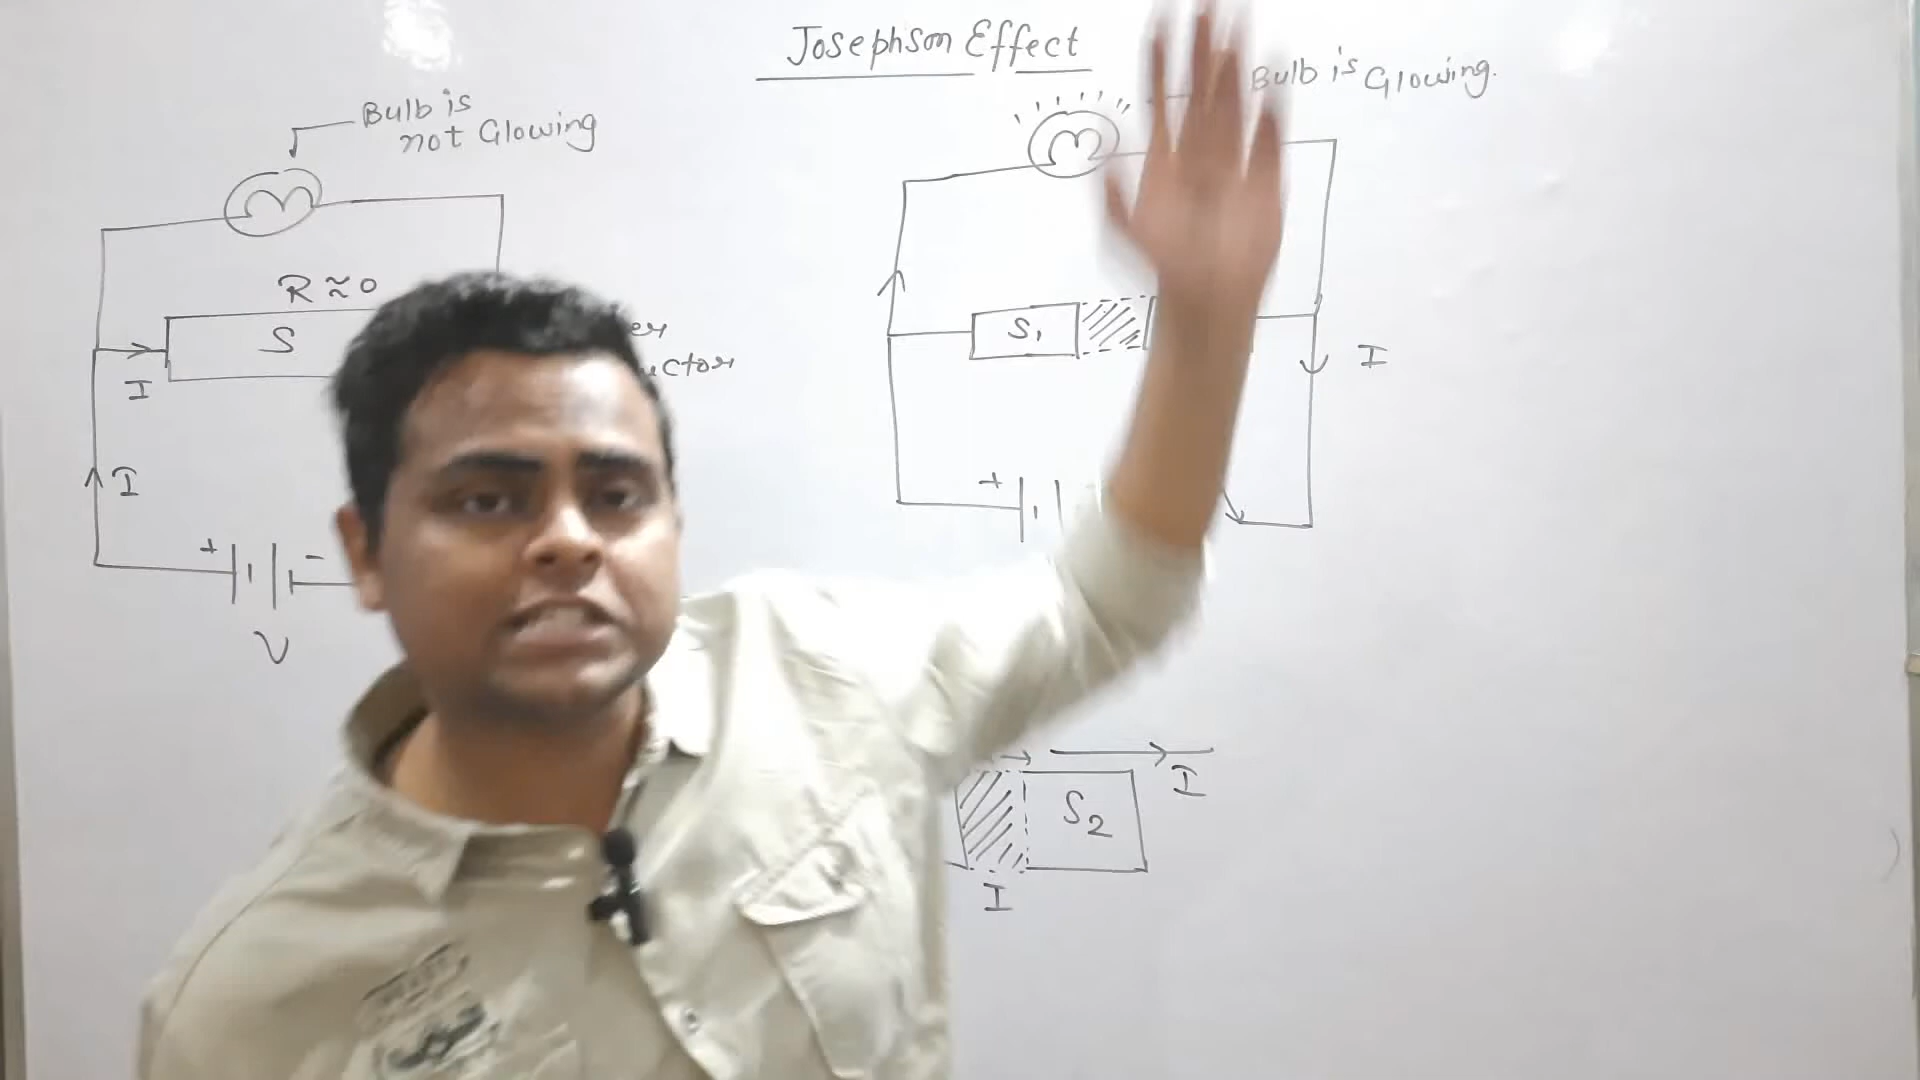 Josephson Effect
Bulb is
not Glowing
R ≈ 0
S
I
I
+ -
V
Bulb is Glowing.
S₁
I
+
I
S₂
I